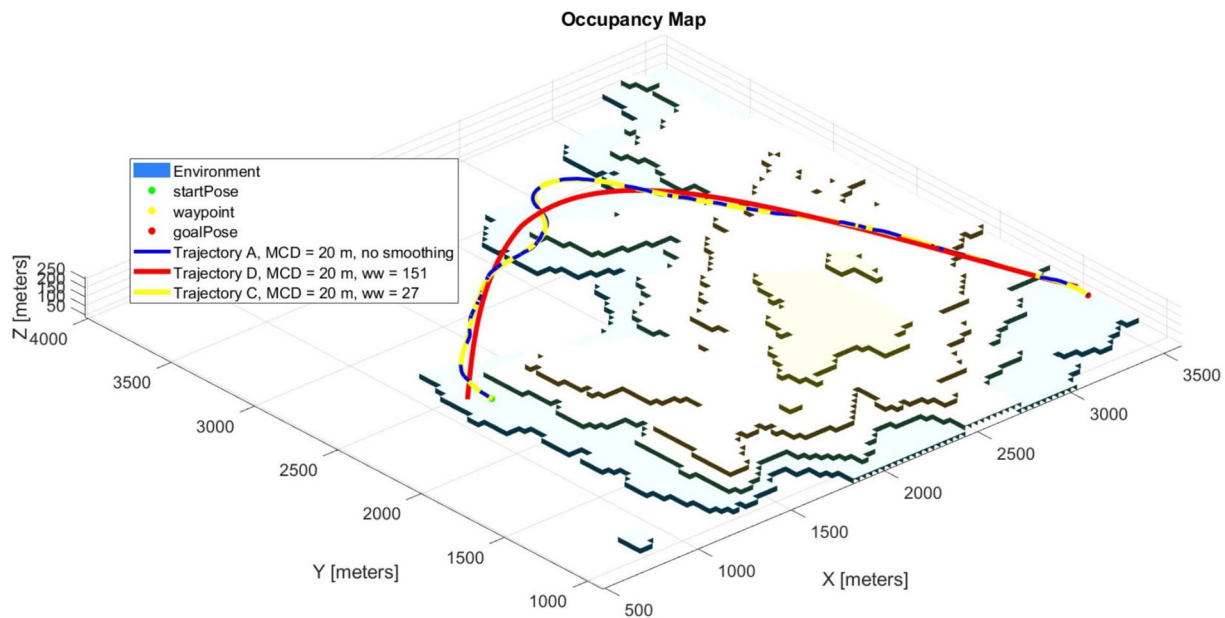 Occupancy Map
Environment
startPose
waypoint
goalPose
Trajectory A, MCD = 20 m, no smoothing
Trajectory D, MCD = 20 m, ww = 151
Trajectory C, MCD = 20 m, ww = 27
Z [meters]
250
200
150
100
50
4000
3500
3000
2500
2000
1500
1000
Y [meters]
500
1000
1500
2000
2500
3000
3500
X [meters]